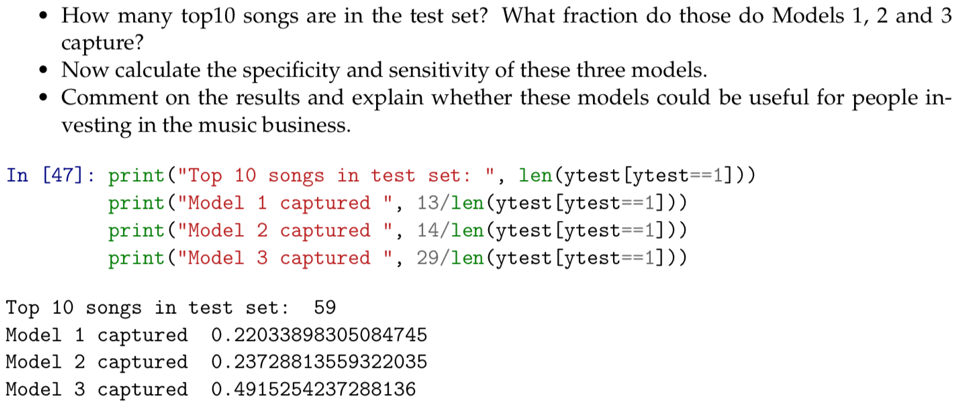 • How many top10 songs are in the test set? What fraction do those do Models 1, 2 and 3
capture?
• Now calculate the specificity and sensitivity of these three models.
• Comment on the results and explain whether these models could be useful for people in-
vesting in the music business.
In [47]: print("Top 10 songs in test set: ", len(ytest[ytest==1]))
print("Model 1 captured ", 13/len(ytest[ytest==1]))
print("Model 2 captured ", 14/len(ytest[ytest==1]))
print("Model 3 captured ", 29/len(ytest[ytest==1]))
Top 10 songs in test set:  59
Model 1 captured  0.22033898305084745
Model 2 captured  0.23728813559322035
Model 3 captured  0.4915254237288136